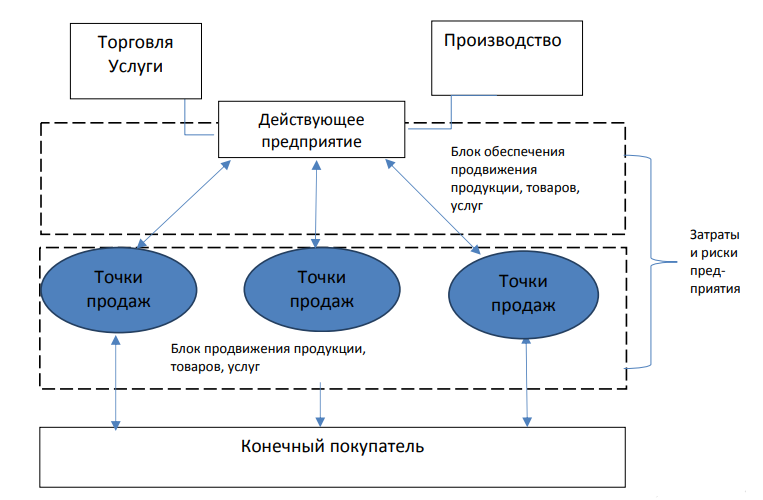 Торговля
Услуги
Производство
Действующее
предприятие
Блок обеспечения
продвижения
продукции, товаров,
услуг
Затраты
и риски
пред-
приятия
Точки
продаж
Точки
продаж
Точки
продаж
Блок продвижения продукции,
товаров, услуг
Конечный покупатель